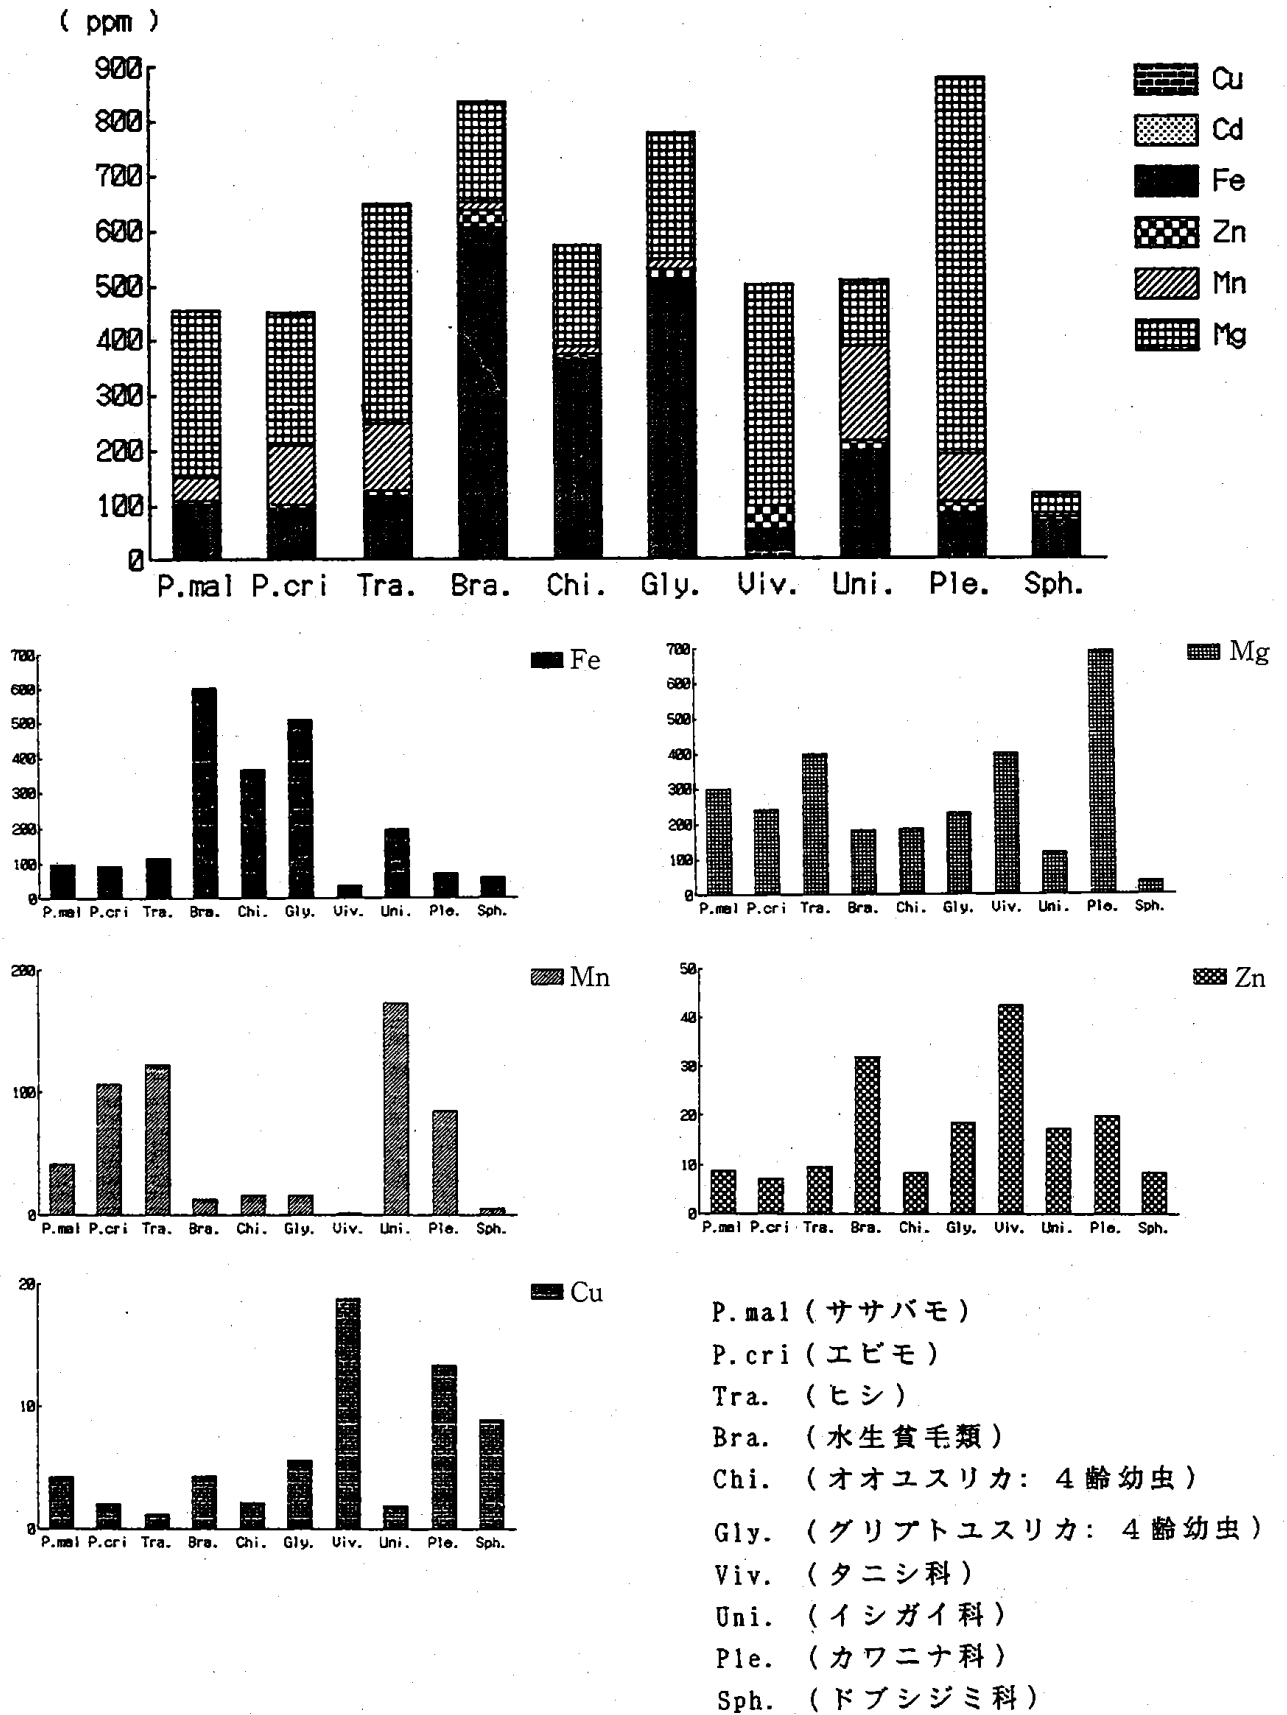 ( ppm )
900
800
700
600
500
400
300
200
100
0
P.mal P.cri Tra. Bra. Chi. Gly. Viv. Uni. Ple. Sph.
Cu
Cd
Fe
Zn
Mn
Mg
700
600
500
400
300
200
100
0
P.mal P.cri Tra. Bra. Chi. Gly. Viv. Uni. Ple. Sph.
Fe
700
600
500
400
300
200
100
0
P.mal P.cri Tra. Bra. Chi. Gly. Viv. Uni. Ple. Sph.
Mg
200
100
0
P.mal P.cri Tra. Bra. Chi. Gly. Viv. Uni. Ple. Sph.
Mn
50
40
30
20
10
0
P.mal P.cri Tra. Bra. Chi. Gly. Viv. Uni. Ple. Sph.
Zn
20
10
0
P.mal P.cri Tra. Bra. Chi. Gly. Viv. Uni. Ple. Sph.
Cu
P.mal (ササバモ)
P.cri (エビモ)
Tra. (ヒシ)
Bra. (水生貧毛類)
Chi. (オオユスリカ: 4齢幼虫)
Gly. (グリプトユスリカ: 4齢幼虫)
Viv. (タニシ科)
Uni. (イシガイ科)
Ple. (カワニナ科)
Sph. (ドブシジミ科)